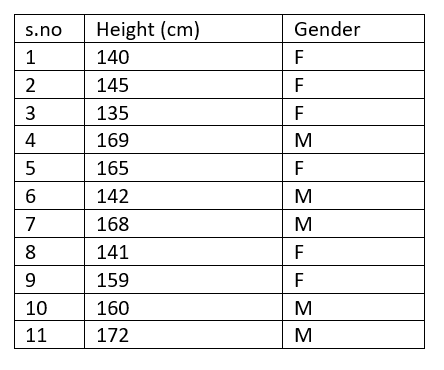 s.no Height (cm) Gender
1 140 F
2 145 F
3 135 F
4 169 M
5 165 F
6 142 M
7 168 M
8 141 F
9 159 F
10 160 M
11 172 M